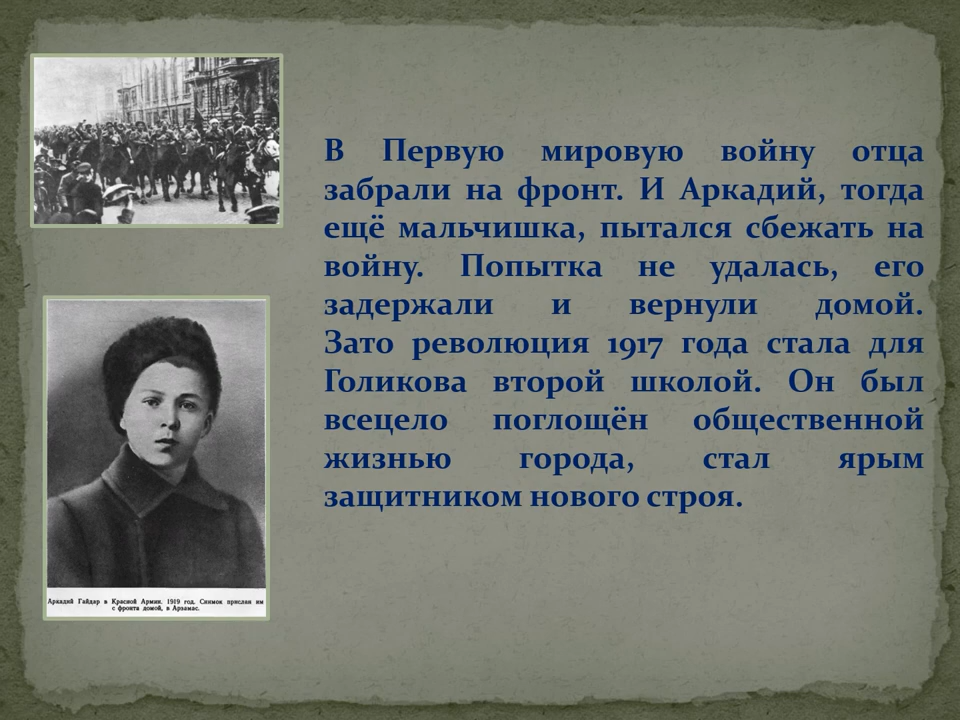 В Первую мировую войну отца
забрали на фронт. И Аркадий, тогда
ещё мальчишка, пытался сбежать на
войну. Попытка не удалась, его
задержали и вернули домой.
Зато революция 1917 года стала для
Голикова второй школой. Он был
всецело поглощён общественной
жизнью города, стал ярым
защитником нового строя.
Аркадий Гайдар в Красной Армии. 1919 год. Снимок прислан им
с фронта домой, в Арзамас.